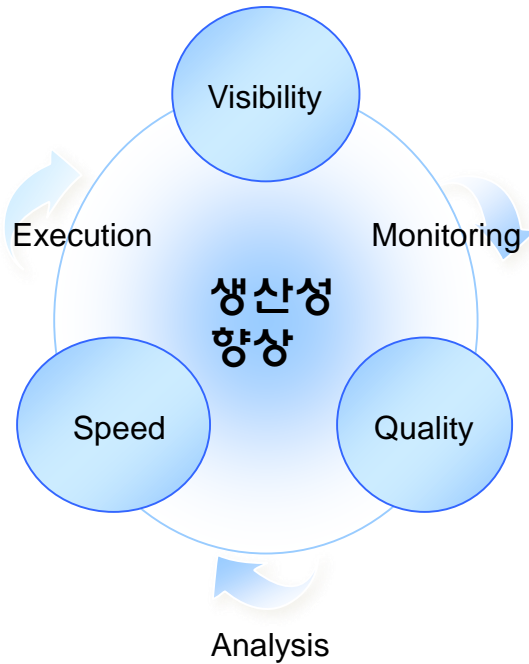 Visibility
Execution
Monitoring
생산성
향상
Speed
Quality
Analysis